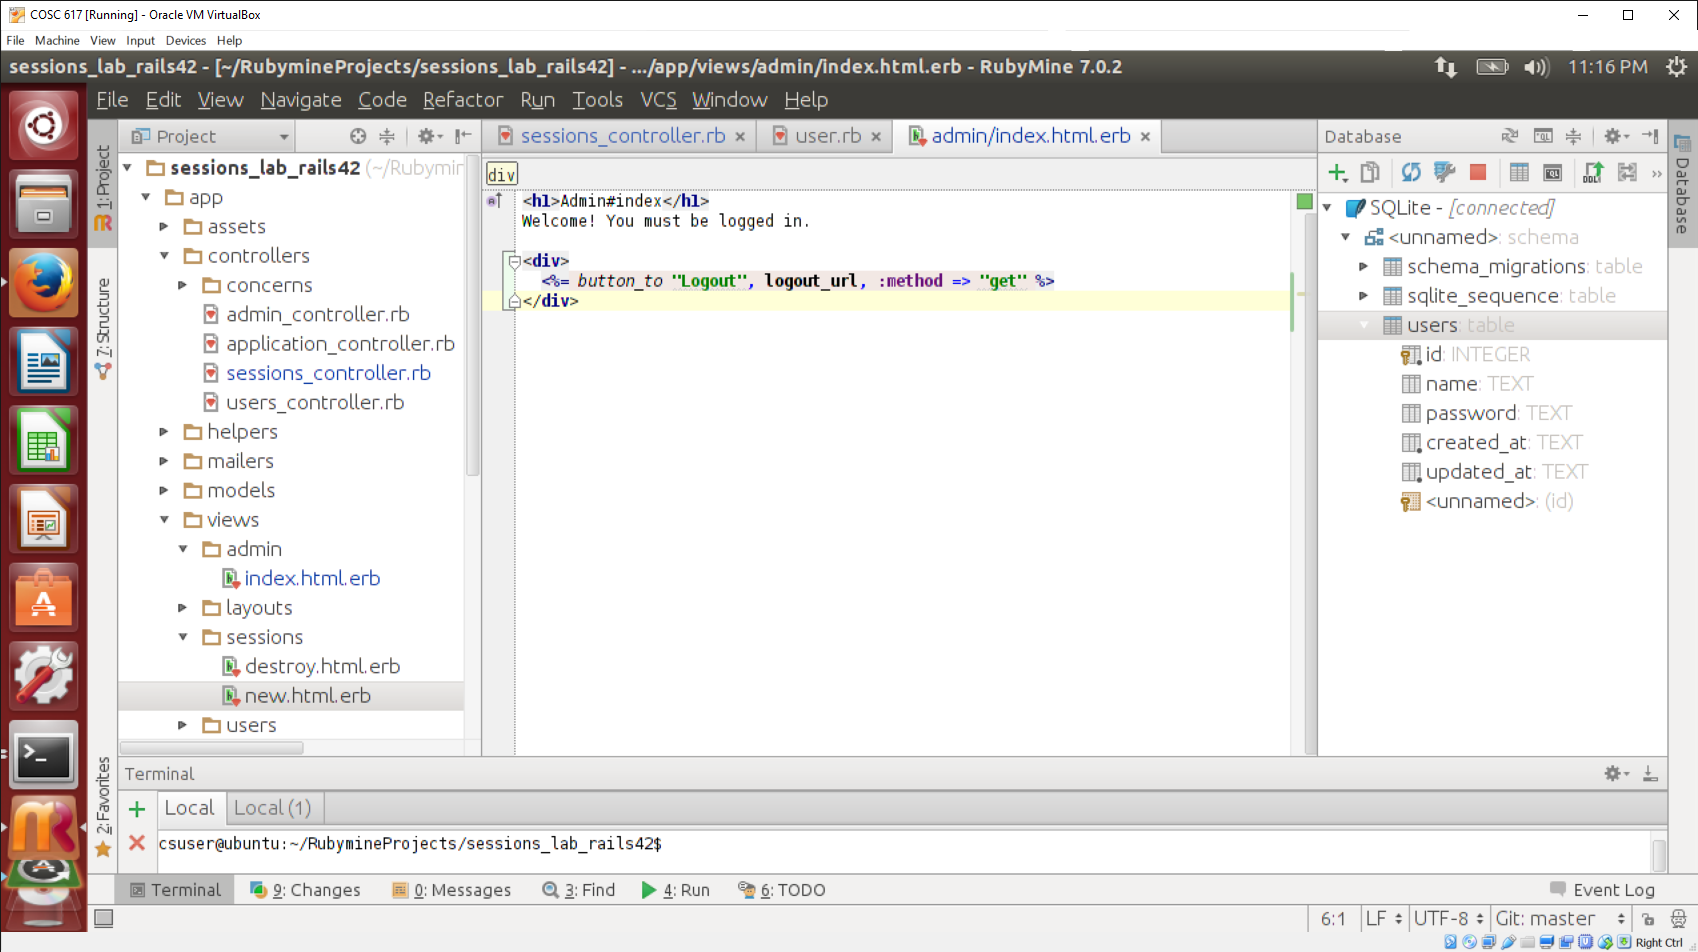 COSC 617 [Running] - Oracle VM VirtualBox
File Machine View Input Devices Help
sessions_lab_rails42 - [~/RubymineProjects/sessions_lab_rails42] - .../app/views/admin/index.html.erb - RubyMine 7.0.2
11:16 PM
File Edit View Navigate Code Refactor Run Tools VCS Window Help
1: Project
7: Structure
2: Favorites
Project
sessions_lab_rails42 (~/Rubymin
app
assets
controllers
concerns
admin_controller.rb
application_controller.rb
sessions_controller.rb
users_controller.rb
helpers
mailers
models
views
admin
index.html.erb
layouts
sessions
destroy.html.erb
new.html.erb
users
sessions_controller.rb
user.rb
admin/index.html.erb
div
<h1>Admin#index</h1>
Welcome! You must be logged in.
<div>
<%= button_to "Logout", logout_url, :method => "get" %>
</div>
Database
SQLite - [connected]
<unnamed>: schema
schema_migrations: table
sqlite_sequence: table
users: table
id: INTEGER
name: TEXT
password: TEXT
created_at: TEXT
updated_at: TEXT
<unnamed>: (id)
Database
Terminal
Local
Local (1)
csuser@ubuntu:~/RubymineProjects/sessions_lab_rails42$
Terminal 9: Changes 0: Messages 3: Find 4: Run 6: TODO Event Log
6:1 LF UTF-8 Git: master
Right Ctrl